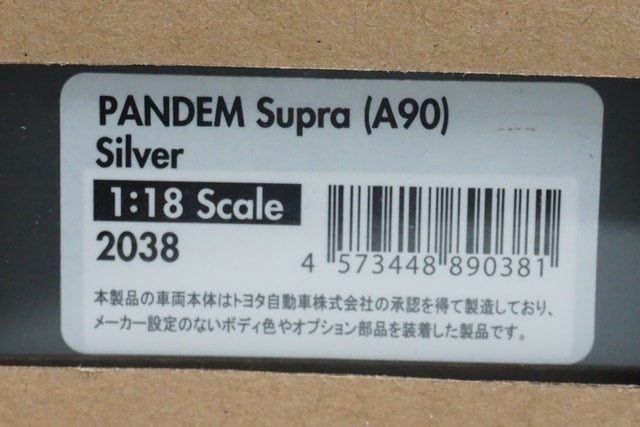 PANDEM Supra (A90)
Silver
1:18 Scale
2038
4 573448 890381
本製品の車両本体はトヨタ自動車株式会社の承認を得て製造しており、
メーカー設定のないボディ色やオプション部品を装着した製品です。